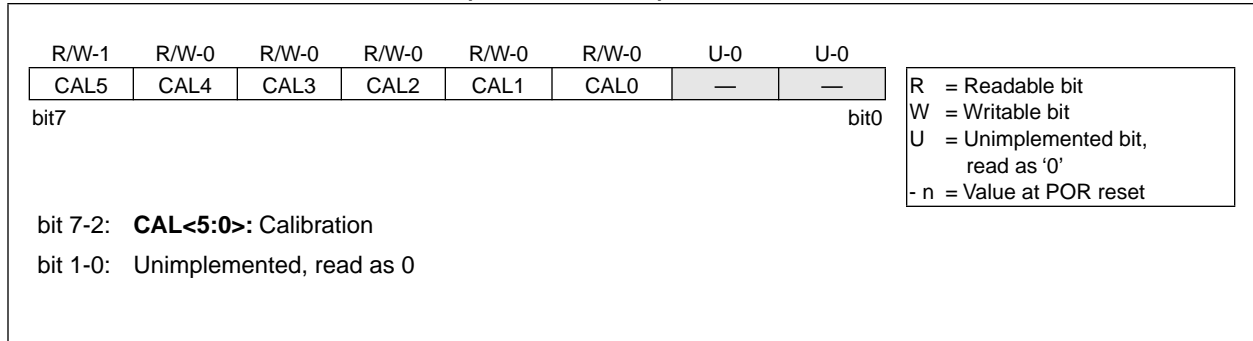 R/W-1 R/W-0 R/W-0 R/W-0 R/W-0 R/W-0 U-0 U-0
CAL5 CAL4 CAL3 CAL2 CAL1 CAL0 — —
bit7 bit0
R = Readable bit
W = Writable bit
U = Unimplemented bit,
read as ‘0’
- n = Value at POR reset
bit 7-2: CAL<5:0>: Calibration
bit 1-0: Unimplemented, read as 0